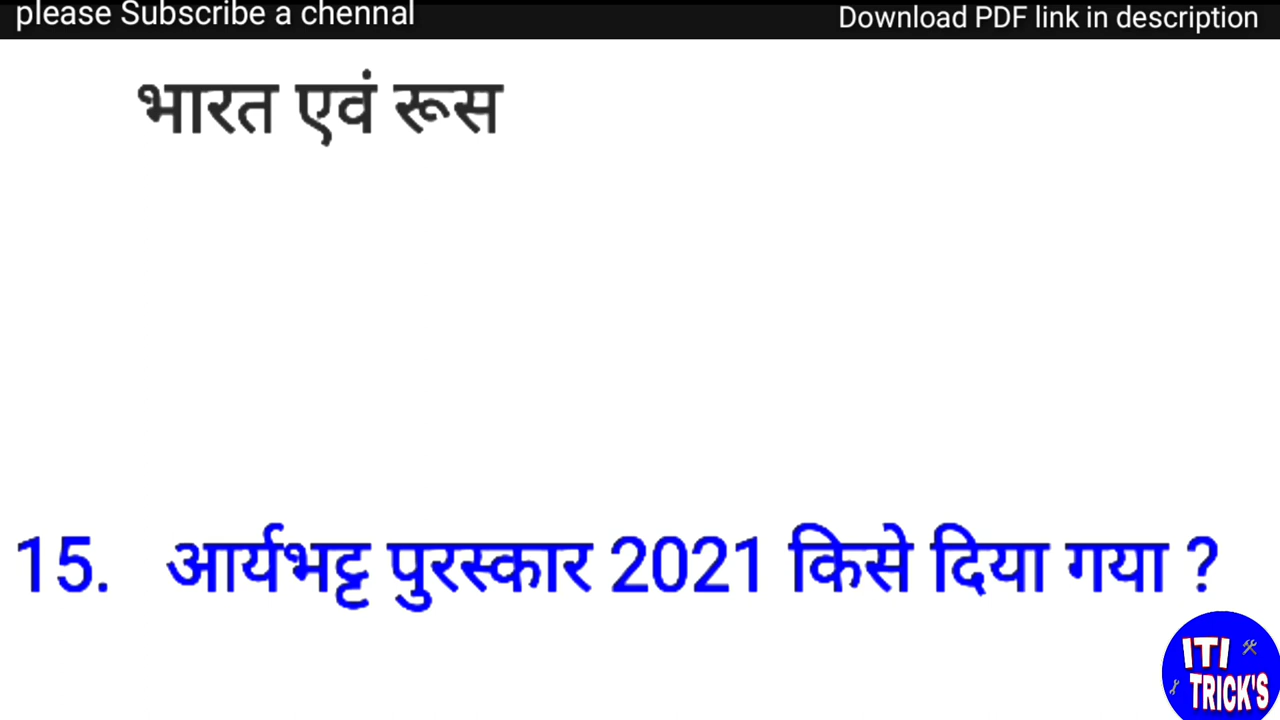 please Subscribe a chennal
Download PDF link in description
भारत एवं रूस
15. आर्यभट्ट पुरस्कार 2021 किसे दिया गया ?
ITI
TRICK'S